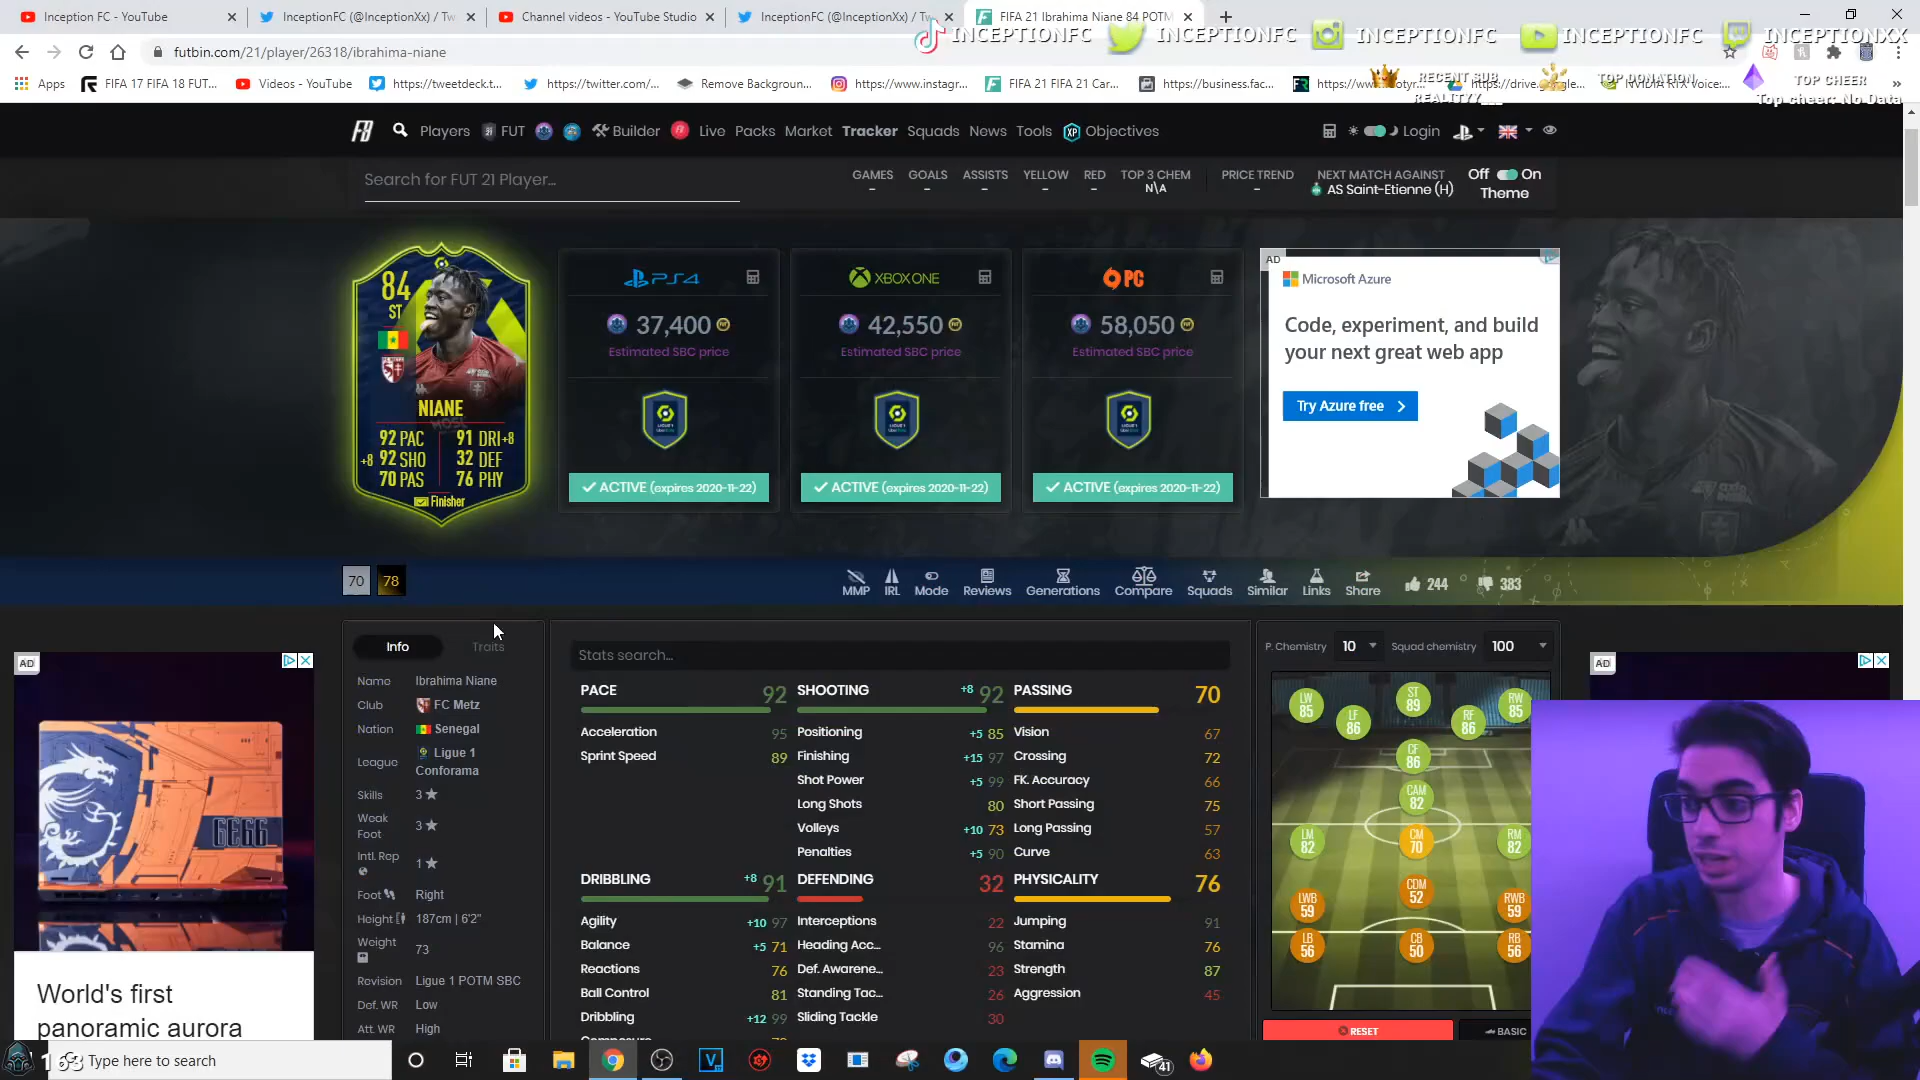 Inception FC - YouTube
InceptionFC (@InceptionXx) / Tw
Channel videos - YouTube Studio
InceptionFC (@InceptionXx) / Tw
FIFA 21 Ibrahima Niane 84 POTM
futbin.com/21/player/26318/ibrahima-niane
INCEPTIONFC INCEPTIONFC INCEPTIONFC INCEPTIONFC INCEPTIONXX
Apps FIFA 17 FIFA 18 FUT... Videos - YouTube https://tweetdeck.t... https://twitter.com/... Remove Background... https://www.instagr... FIFA 21 FIFA 21 Car... https://business.fac...
RECENT SUB
REALITYY__
TOP DONATION
TOP CHEER
Top cheer: No Data
Players FUT Builder Live Packs Market Tracker Squads News Tools XP Objectives Login
Search for FUT 21 Player...
GAMES GOALS ASSISTS YELLOW RED TOP 3 CHEM PRICE TREND NEXT MATCH AGAINST Off On
- - - - - N\A - AS Saint-Etienne (H) Theme
84
ST
NIANE
92 PAC 91 DRI +8
+8 92 SHO 32 DEF
70 PAS 76 PHY
Finisher
PS4
37,400
Estimated SBC price
ACTIVE (expires 2020-11-22)
XBOX ONE
42,550
Estimated SBC price
ACTIVE (expires 2020-11-22)
PC
58,050
Estimated SBC price
ACTIVE (expires 2020-11-22)
AD
Microsoft Azure
Code, experiment, and build
your next great web app
Try Azure free
70 78
MMP IRL Mode Reviews Generations Compare Squads Similar Links Share 244 383
AD
GE66
World's first
panoramic aurora
Info Traits
Name Ibrahima Niane
Club FC Metz
Nation Senegal
League Ligue 1
Conforama
Skills 3
Weak
Foot 3
Intl. Rep 1
Foot Right
Height 187cm | 6'2"
Weight 73
Revision Ligue 1 POTM SBC
Def. WR Low
Att. WR High
Stats search...
PACE 92
Acceleration 95
Sprint Speed 89
SHOOTING +8 92
Positioning +5 85
Finishing +15 97
Shot Power +5 99
Long Shots 80
Volleys +10 73
Penalties +5 90
PASSING 70
Vision 67
Crossing 72
FK. Accuracy 66
Short Passing 75
Long Passing 57
Curve 63
DRIBBLING +8 91
Agility +10 97
Balance +5 71
Reactions 76
Ball Control 81
Dribbling +12 99
DEFENDING 32
Interceptions 22
Heading Acc... 96
Def. Awarene... 23
Standing Tac... 26
Sliding Tackle 30
PHYSICALITY 76
Jumping 91
Stamina 76
Strength 87
Aggression 45
P. Chemistry 10 Squad chemistry 100
LW 85
ST 89
RW 85
LF 86
RF 86
CF 86
CAM 82
LM 82
CM 70
RM 82
CDM 52
LWB 59
RWB 59
LB 56
CB 50
RB 56
RESET
BASIC
AD
Type here to search
41